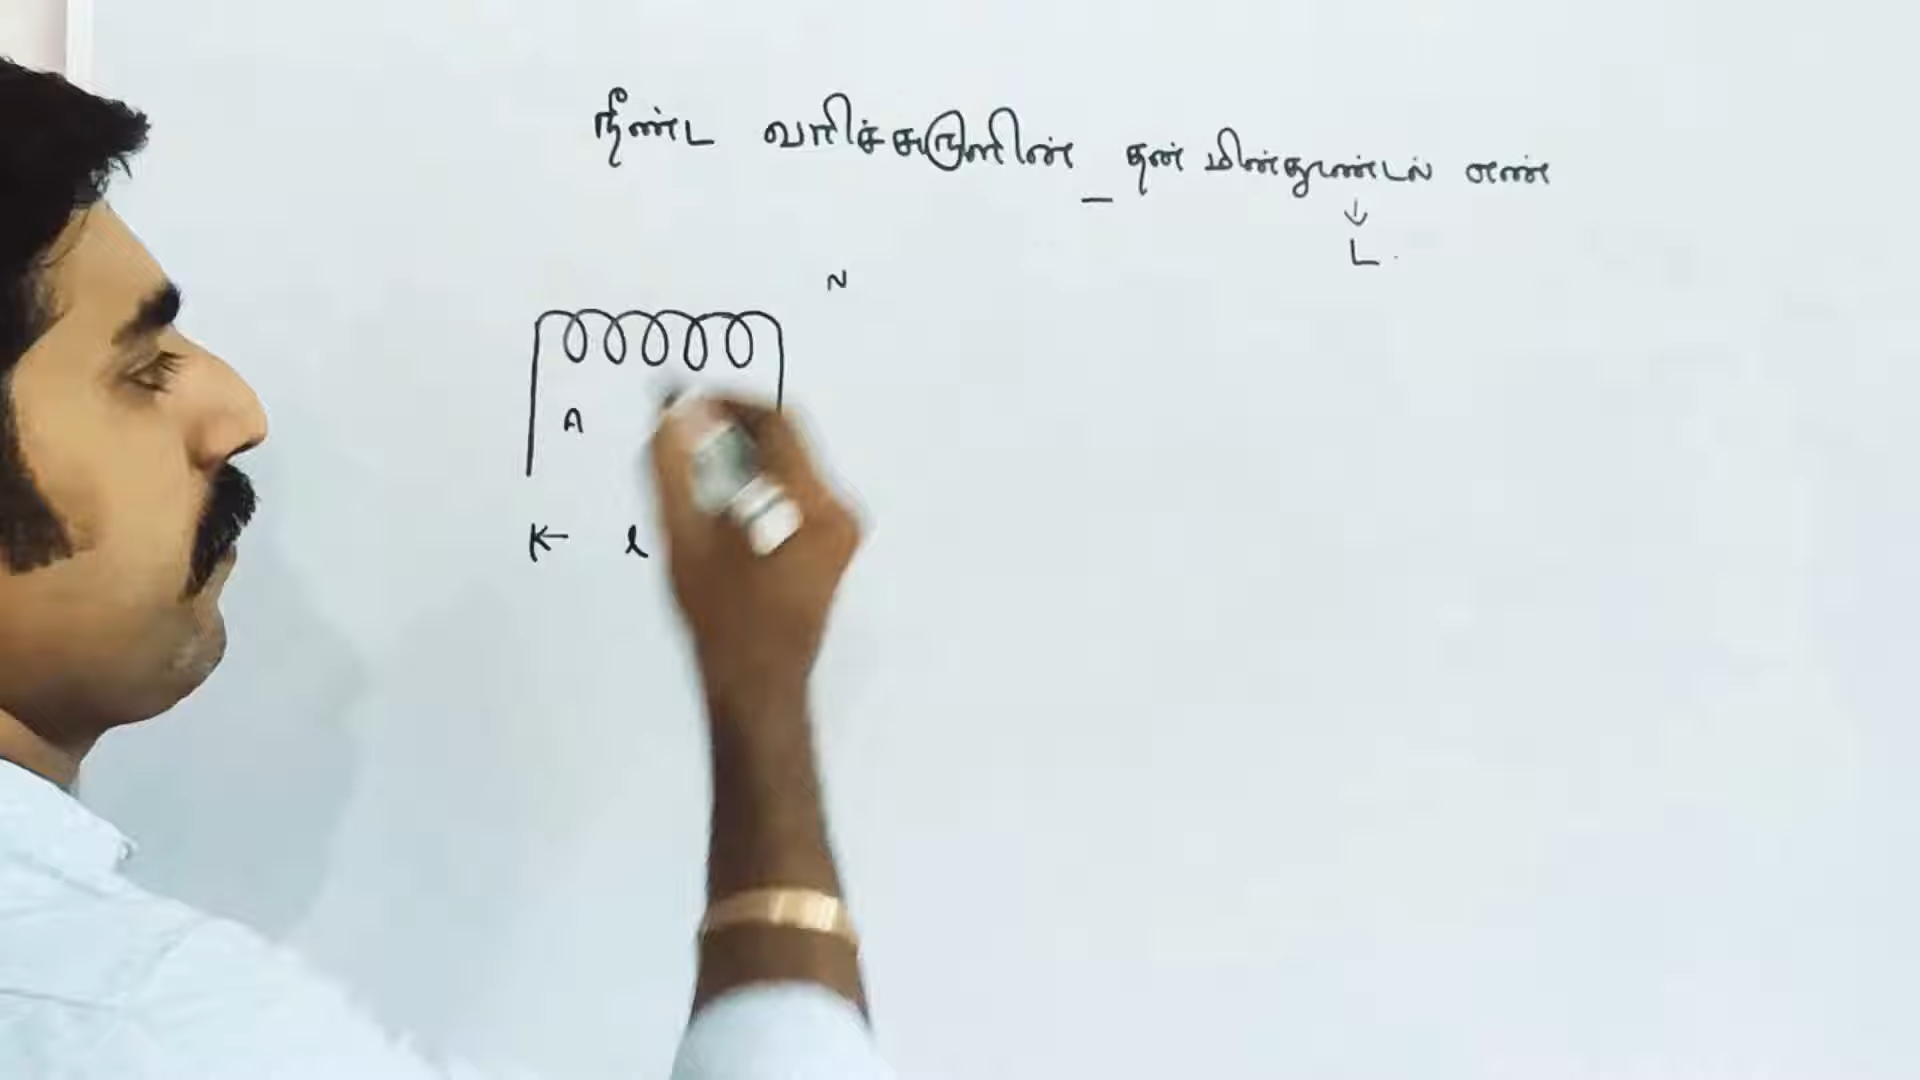 நீண்ட வரிச்சுருளின் _ தன் மின்தூண்டல் எண்
↓
L .
N
A
l